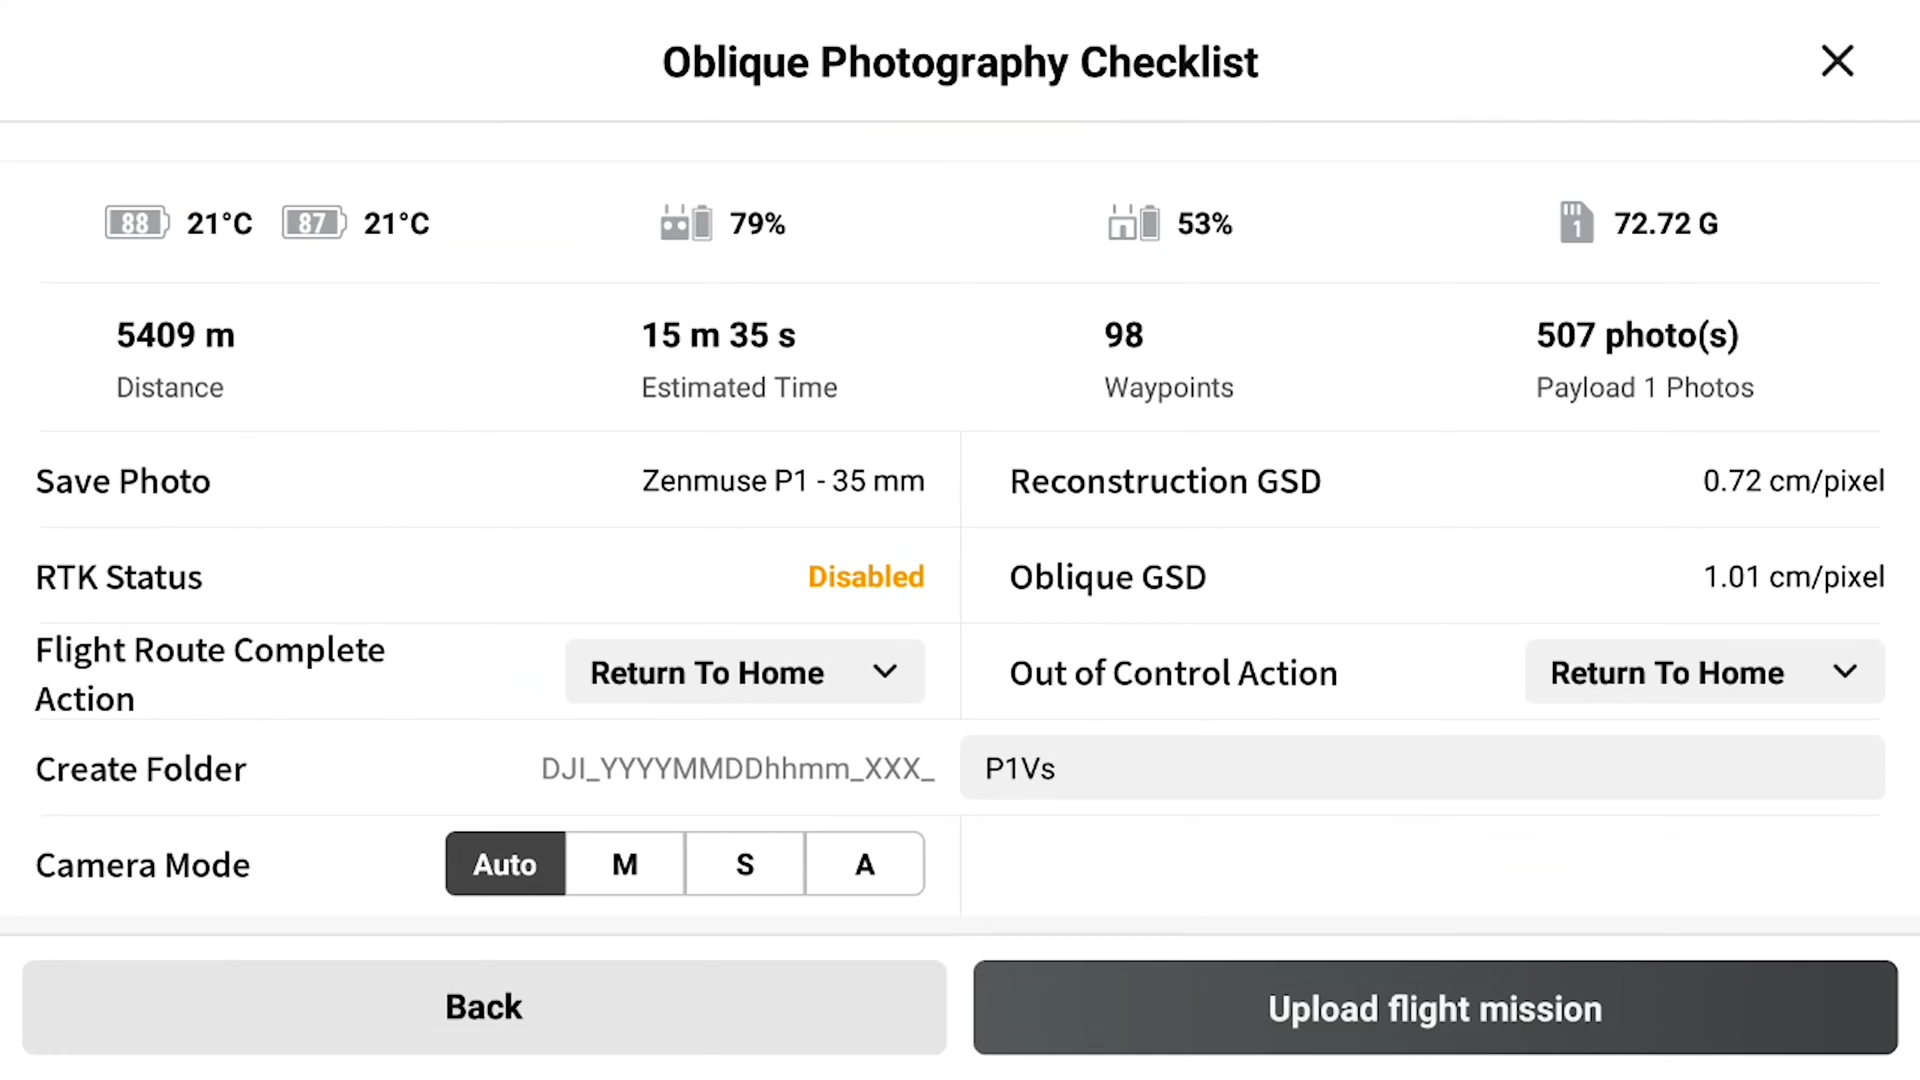 Oblique Photography Checklist
88 21°C 87 21°C 79% 53% 1 72.72 G
5409 m 15 m 35 s 98 507 photo(s)
Distance Estimated Time Waypoints Payload 1 Photos
Save Photo Zenmuse P1 - 35 mm Reconstruction GSD 0.72 cm/pixel
RTK Status Disabled Oblique GSD 1.01 cm/pixel
Flight Route Complete
Action Return To Home Out of Control Action Return To Home
Create Folder DJI_YYYYMMDDhhmm_XXX_ P1Vs
Camera Mode Auto M S A
Back Upload flight mission